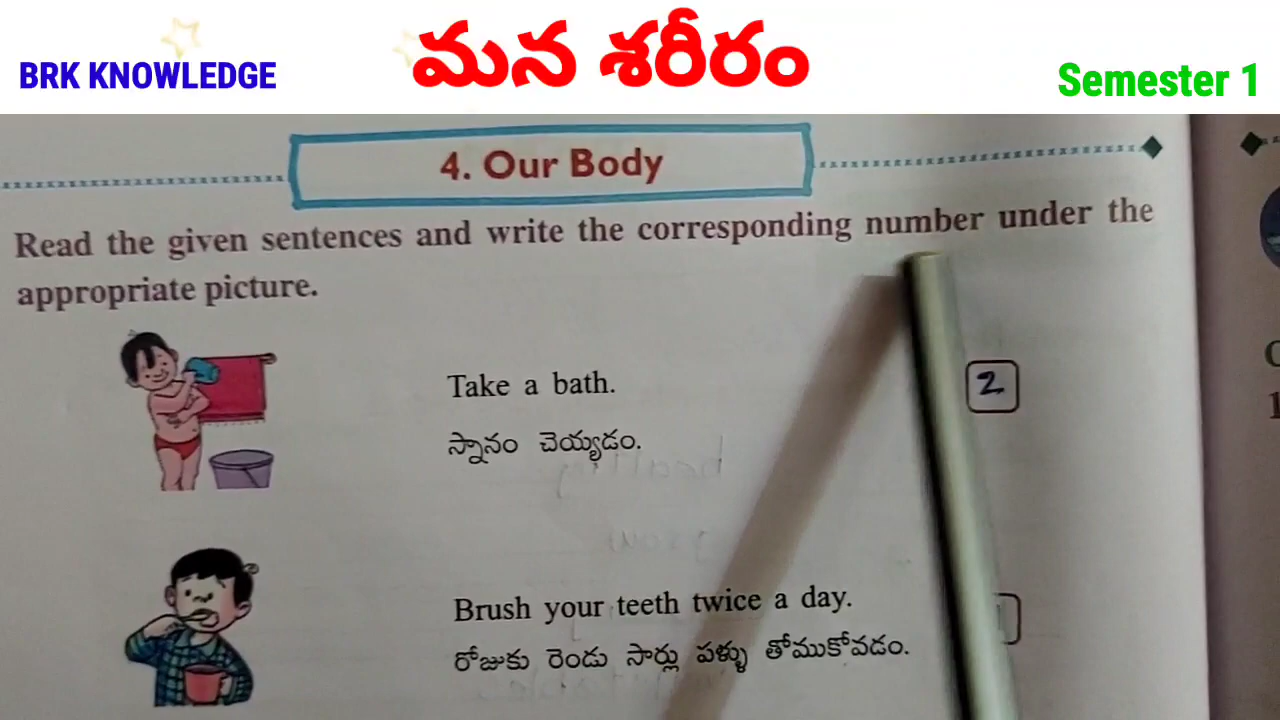 BRK KNOWLEDGE
మన శరీరం
Semester 1
4. Our Body
Read the given sentences and write the corresponding number under the
appropriate picture.
Take a bath.
2
స్నానం చెయ్యడం.
Brush your teeth twice a day.
రోజుకు రెండు సార్లు పళ్ళు తోముకోవడం.